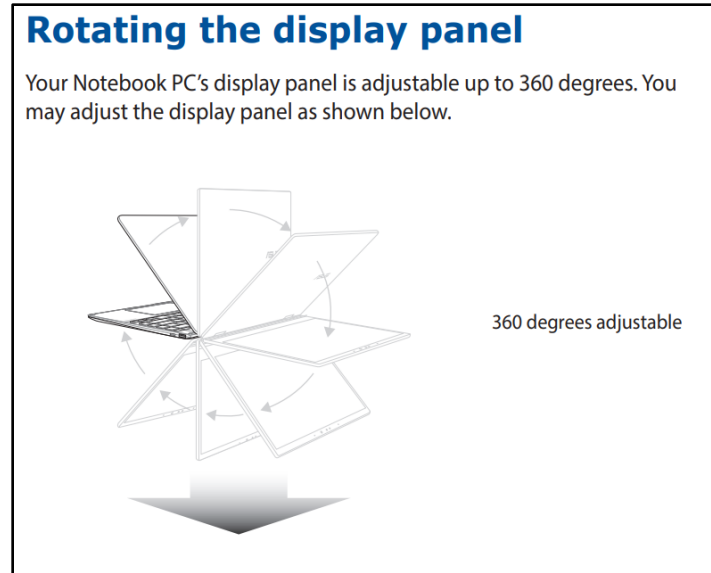 Rotating the display panel
Your Notebook PC’s display panel is adjustable up to 360 degrees. You
may adjust the display panel as shown below.
360 degrees adjustable